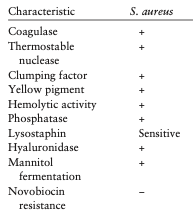 Characteristic S. aureus
Coagulase +
Thermostable
nuclease +
Clumping factor +
Yellow pigment +
Hemolytic activity +
Phosphatase +
Lysostaphin Sensitive
Hyaluronidase +
Mannitol +
fermentation
Novobiocin –
resistance